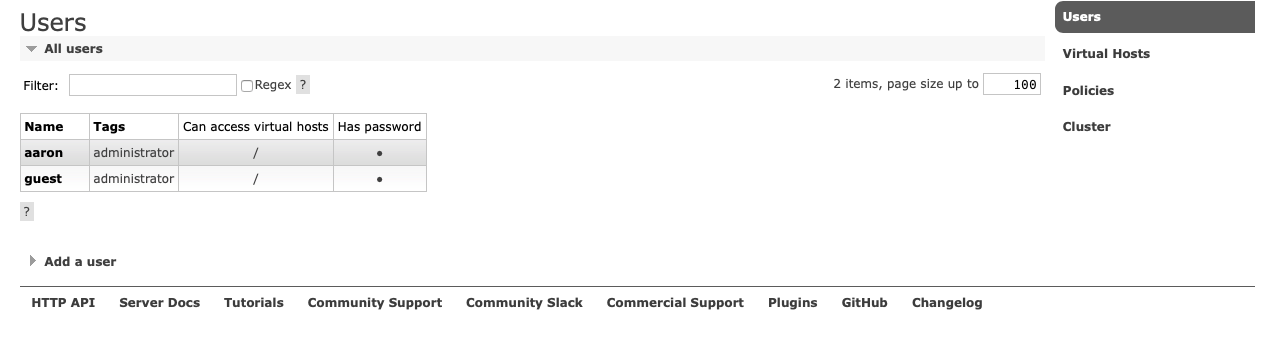 Users
All users
Filter: Regex ? 2 items, page size up to 100
Name Tags Can access virtual hosts Has password
aaron administrator / •
guest administrator / •
?
Add a user
HTTP API Server Docs Tutorials Community Support Community Slack Commercial Support Plugins GitHub Changelog
Users
Virtual Hosts
Policies
Cluster